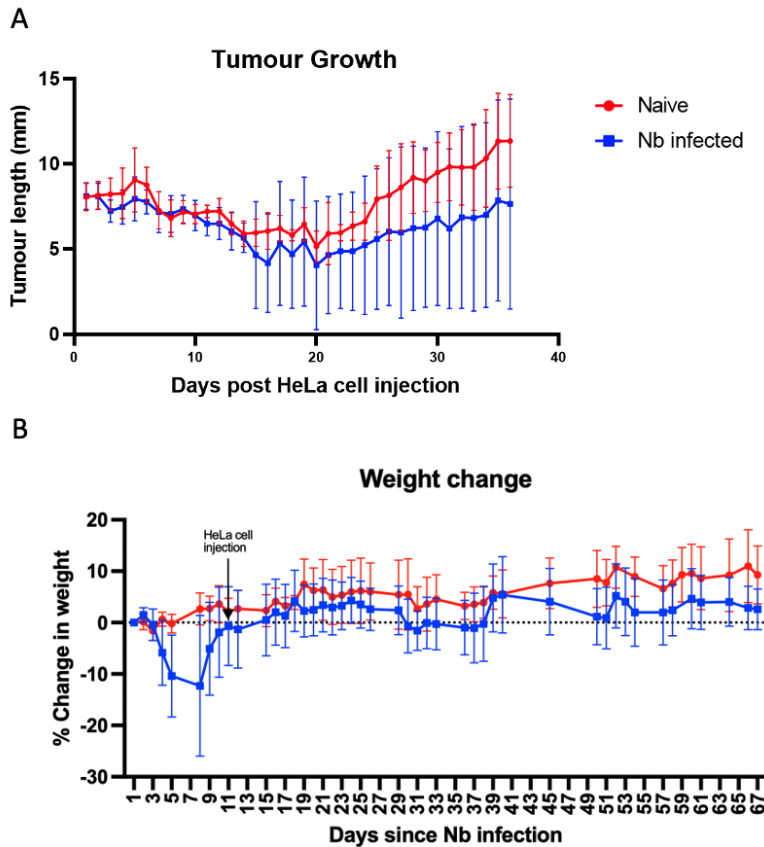 A
Tumour Growth
15
10
5
0
Tumour length (mm)
0 10 20 30 40
Days post HeLa cell injection
Naive
Nb infected
B
Weight change
20
10
0
-10
-20
-30
% Change in weight
HeLa cell
injection
1 3 5 7 9 11 13 15 17 19 21 23 25 27 29 31 33 35 37 39 41 43 45 47 49 51 53 55 57 59 61 63 65 67
Days since Nb infection